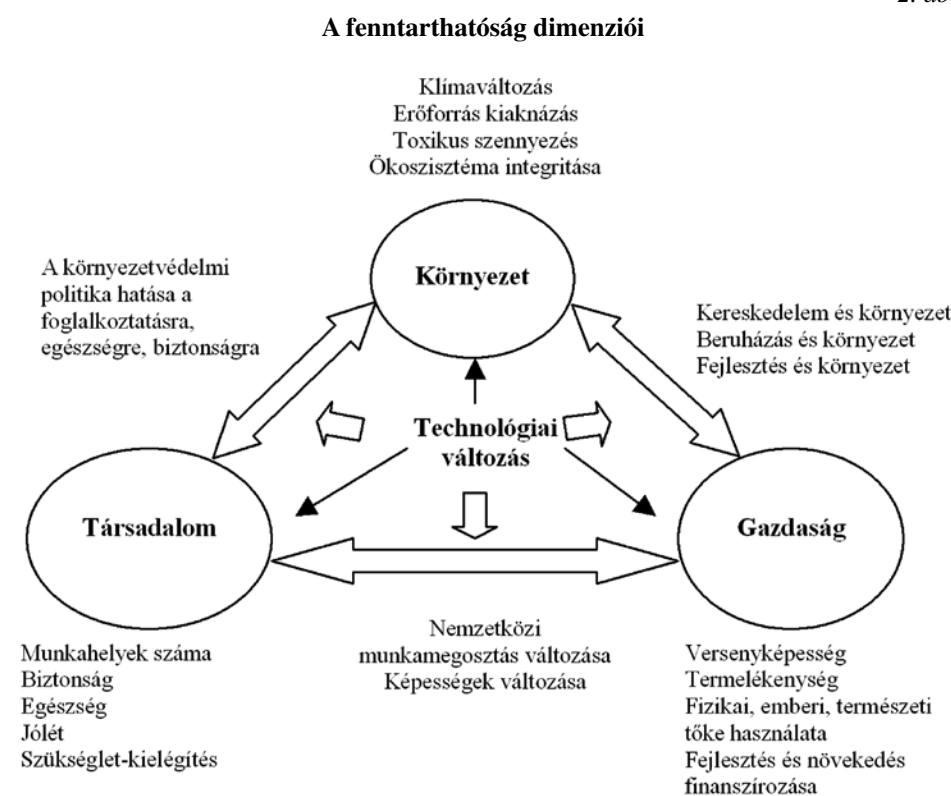 2. áb
A fenntarthatóság dimenziói
Klímaváltozás
Erőforrás kiaknázás
Toxikus szennyezés
Ökoszisztéma integritása
Környezet
A környezetvédelmi
politika hatása a
foglalkoztatásra,
egészségre, biztonságra
Kereskedelem és környezet
Beruházás és környezet
Fejlesztés és környezet
Technológiai
változás
Társadalom
Gazdaság
Nemzetközi
munkamegosztás változása
Képességek változása
Munkahelyek száma
Biztonság
Egészség
Jólét
Szükséglet-kielégítés
Versenyképesség
Termelékenység
Fizikai, emberi, természeti
tőke használata
Fejlesztés és növekedés
finanszírozása